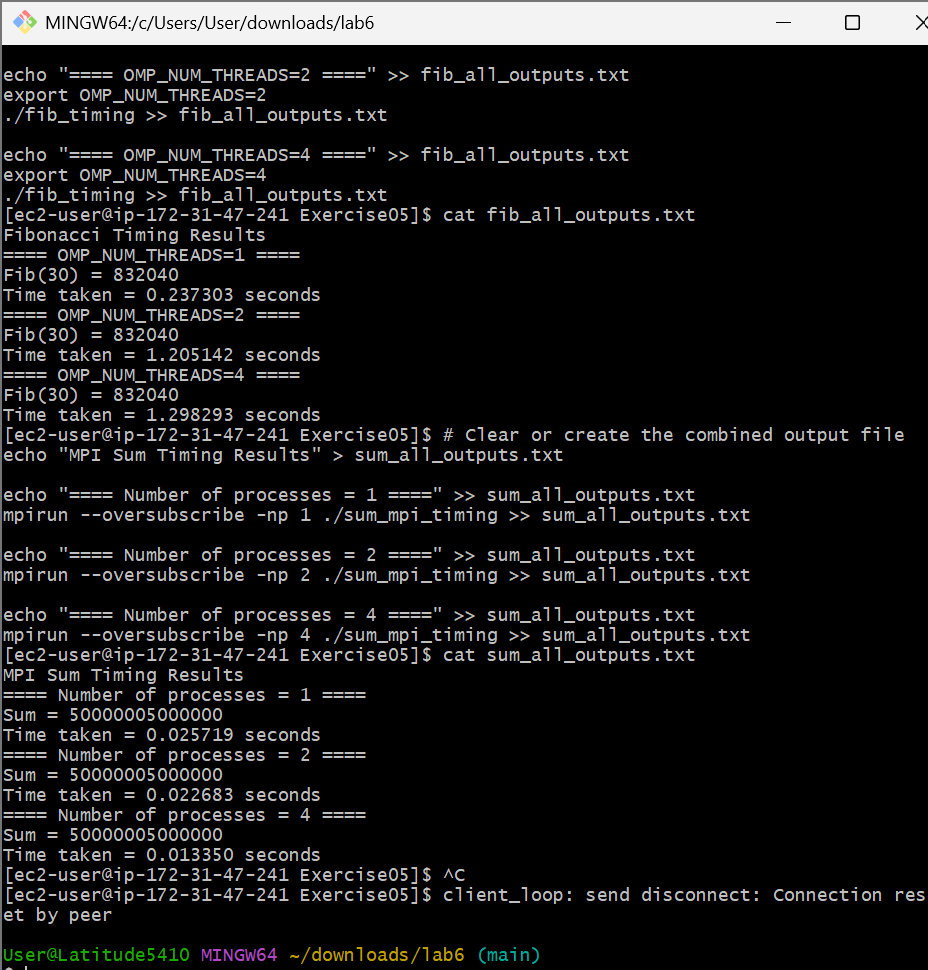 MINGW64:/c/Users/User/downloads/lab6
echo "==== OMP_NUM_THREADS=2 ====" >> fib_all_outputs.txt
export OMP_NUM_THREADS=2
./fib_timing >> fib_all_outputs.txt
echo "==== OMP_NUM_THREADS=4 ====" >> fib_all_outputs.txt
export OMP_NUM_THREADS=4
./fib_timing >> fib_all_outputs.txt
[ec2-user@ip-172-31-47-241 Exercise05]$ cat fib_all_outputs.txt
Fibonacci Timing Results
==== OMP_NUM_THREADS=1 ====
Fib(30) = 832040
Time taken = 0.237303 seconds
==== OMP_NUM_THREADS=2 ====
Fib(30) = 832040
Time taken = 1.205142 seconds
==== OMP_NUM_THREADS=4 ====
Fib(30) = 832040
Time taken = 1.298293 seconds
[ec2-user@ip-172-31-47-241 Exercise05]$ # Clear or create the combined output file
echo "MPI Sum Timing Results" > sum_all_outputs.txt
echo "==== Number of processes = 1 ====" >> sum_all_outputs.txt
mpirun --oversubscribe -np 1 ./sum_mpi_timing >> sum_all_outputs.txt
echo "==== Number of processes = 2 ====" >> sum_all_outputs.txt
mpirun --oversubscribe -np 2 ./sum_mpi_timing >> sum_all_outputs.txt
echo "==== Number of processes = 4 ====" >> sum_all_outputs.txt
mpirun --oversubscribe -np 4 ./sum_mpi_timing >> sum_all_outputs.txt
[ec2-user@ip-172-31-47-241 Exercise05]$ cat sum_all_outputs.txt
MPI Sum Timing Results
==== Number of processes = 1 ====
Sum = 50000005000000
Time taken = 0.025719 seconds
==== Number of processes = 2 ====
Sum = 50000005000000
Time taken = 0.022683 seconds
==== Number of processes = 4 ====
Sum = 50000005000000
Time taken = 0.013350 seconds
[ec2-user@ip-172-31-47-241 Exercise05]$ ^C
[ec2-user@ip-172-31-47-241 Exercise05]$ client_loop: send disconnect: Connection res
et by peer
User@Latitude5410 MINGW64 ~/downloads/lab6 (main)